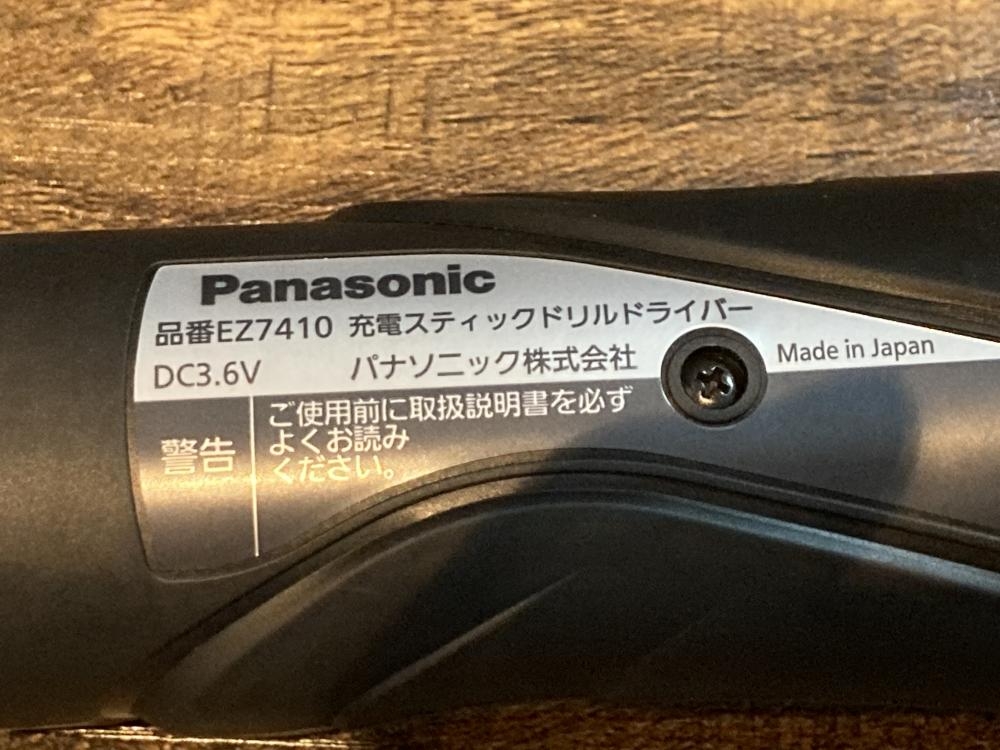 Panasonic
品番EZ7410 充電スティックドリルドライバー
DC3.6V パナソニック株式会社
Made in Japan
警告
ご使用前に取扱説明書を必ず
よくお読み
ください。